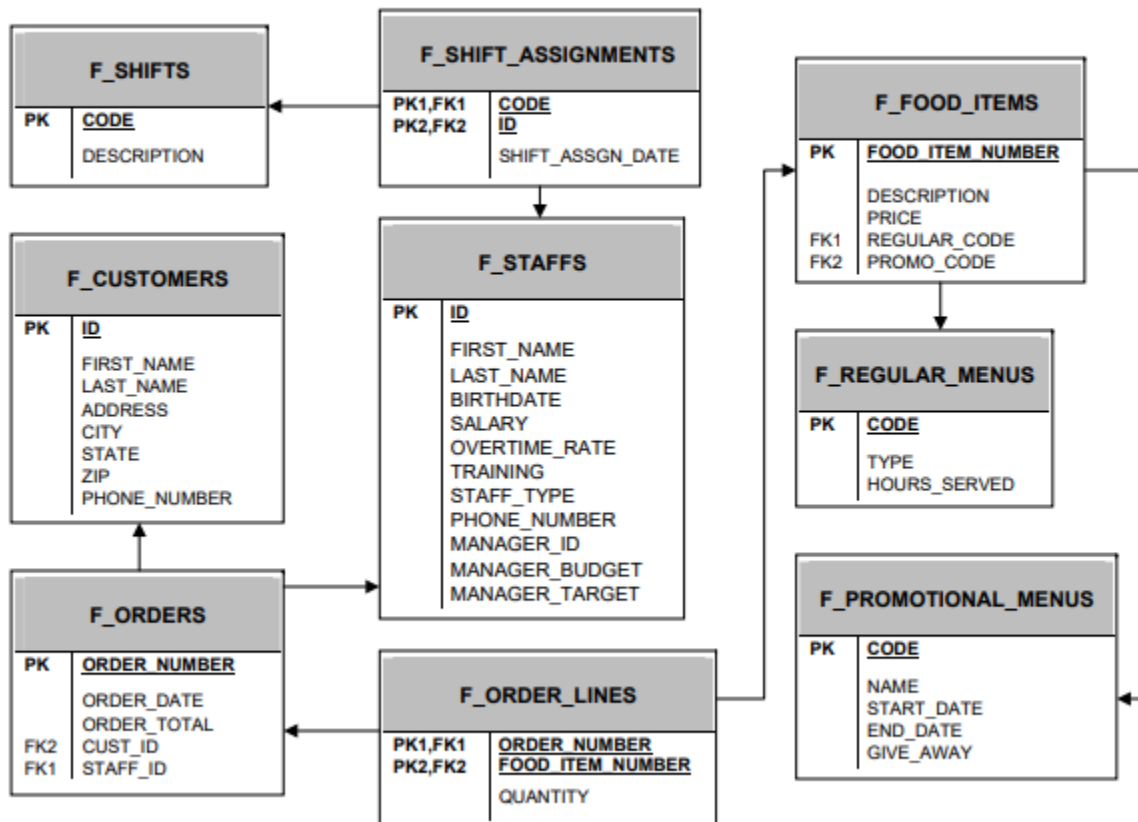 F_SHIFTS
PK CODE
DESCRIPTION
F_SHIFT_ASSIGNMENTS
PK1,FK1 CODE
PK2,FK2 ID
SHIFT_ASSGN_DATE
F_FOOD_ITEMS
PK FOOD_ITEM_NUMBER
DESCRIPTION
PRICE
FK1 REGULAR_CODE
FK2 PROMO_CODE
F_CUSTOMERS
PK ID
FIRST_NAME
LAST_NAME
ADDRESS
CITY
STATE
ZIP
PHONE_NUMBER
F_STAFFS
PK ID
FIRST_NAME
LAST_NAME
BIRTHDATE
SALARY
OVERTIME_RATE
TRAINING
STAFF_TYPE
PHONE_NUMBER
MANAGER_ID
MANAGER_BUDGET
MANAGER_TARGET
F_REGULAR_MENUS
PK CODE
TYPE
HOURS_SERVED
F_ORDERS
PK ORDER_NUMBER
ORDER_DATE
ORDER_TOTAL
FK2 CUST_ID
FK1 STAFF_ID
F_ORDER_LINES
PK1,FK1 ORDER_NUMBER
PK2,FK2 FOOD_ITEM_NUMBER
QUANTITY
F_PROMOTIONAL_MENUS
PK CODE
NAME
START_DATE
END_DATE
GIVE_AWAY